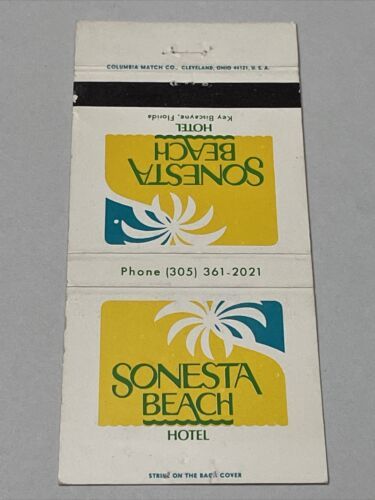 COLUMBIA MATCH CO., CLEVELAND, OHIO 44121, U. S. A.
SONESTA
BEACH
HOTEL
Key Biscayne, Florida
Phone (305) 361-2021
SONESTA
BEACH
HOTEL
STRIKE ON THE BACK COVER